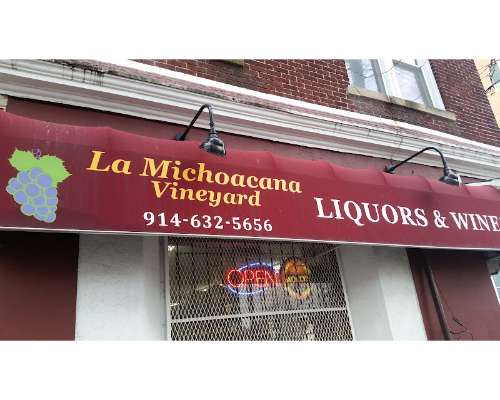 La Michoacana
Vineyard
914-632-5656
LIQUORS & WINE
OPEN